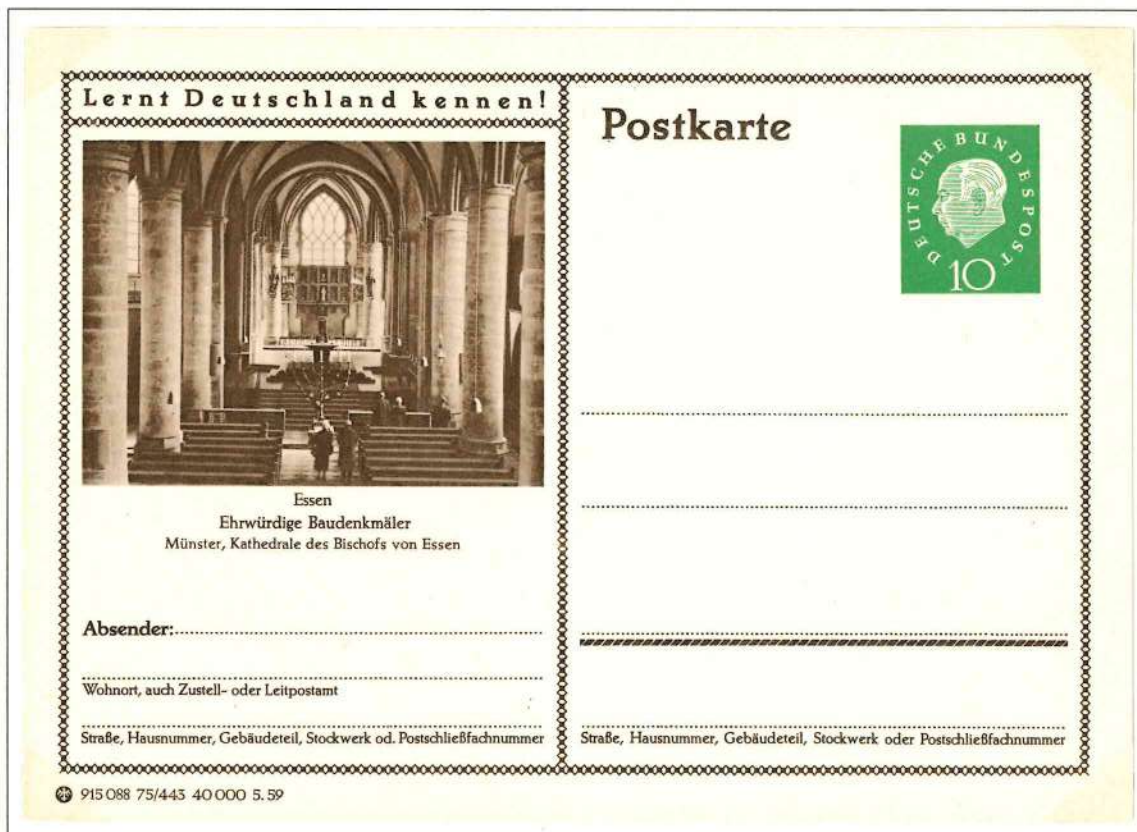 Lernt Deutschland kennen!
Essen
Ehrwürdige Baudenkmäler
Münster, Kathedrale des Bischofs von Essen
Absender:
Wohnort, auch Zustell- oder Leitpostamt
Straße, Hausnummer, Gebäudeteil, Stockwerk od. Postschließfachnummer
915 088 75/443 40 000 5. 59
Postkarte
DEUTSCHE BUNDESPOST
10
Straße, Hausnummer, Gebäudeteil, Stockwerk oder Postschließfachnummer